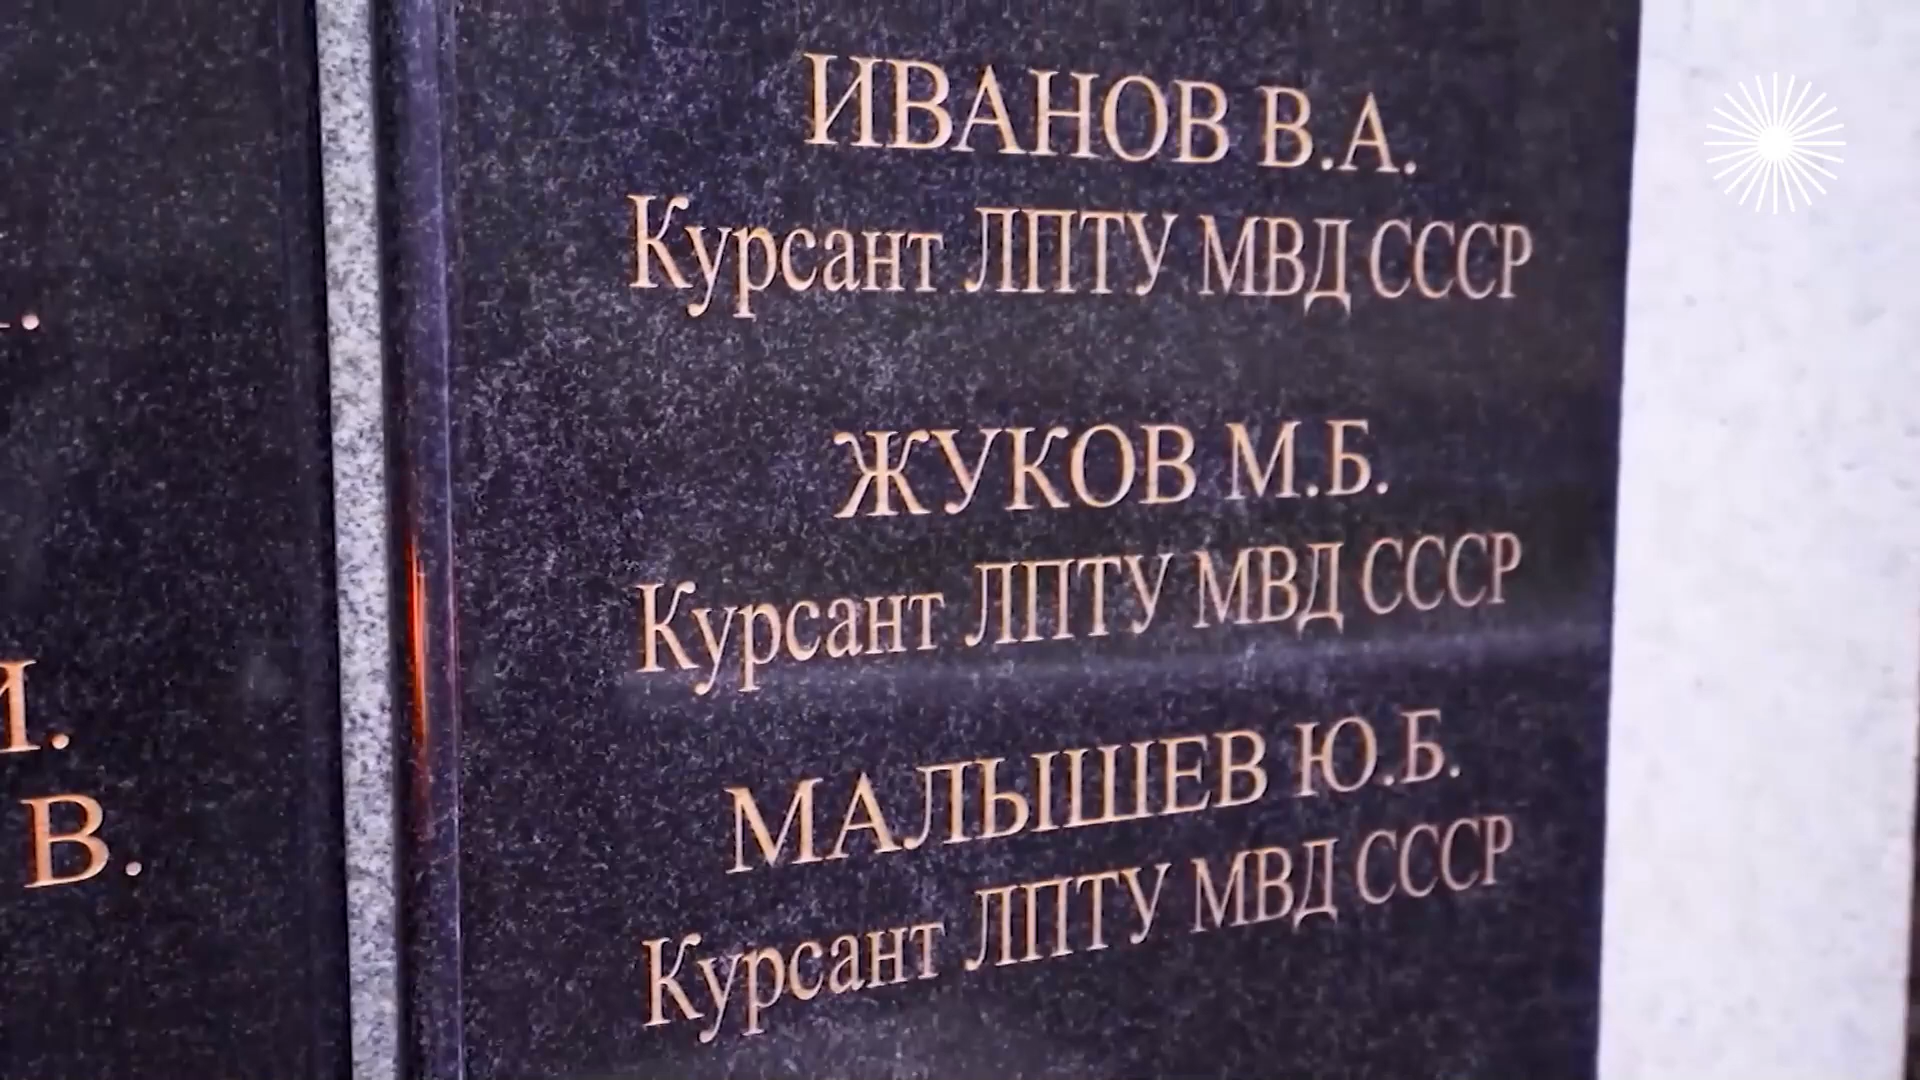 ИВАНОВ В.А.
Курсант ЛПТУ МВД СССР
ЖУКОВ М.Б.
Курсант ЛПТУ МВД СССР
МАЛЫШЕВ Ю.Б.
Курсант ЛПТУ МВД СССР
В.